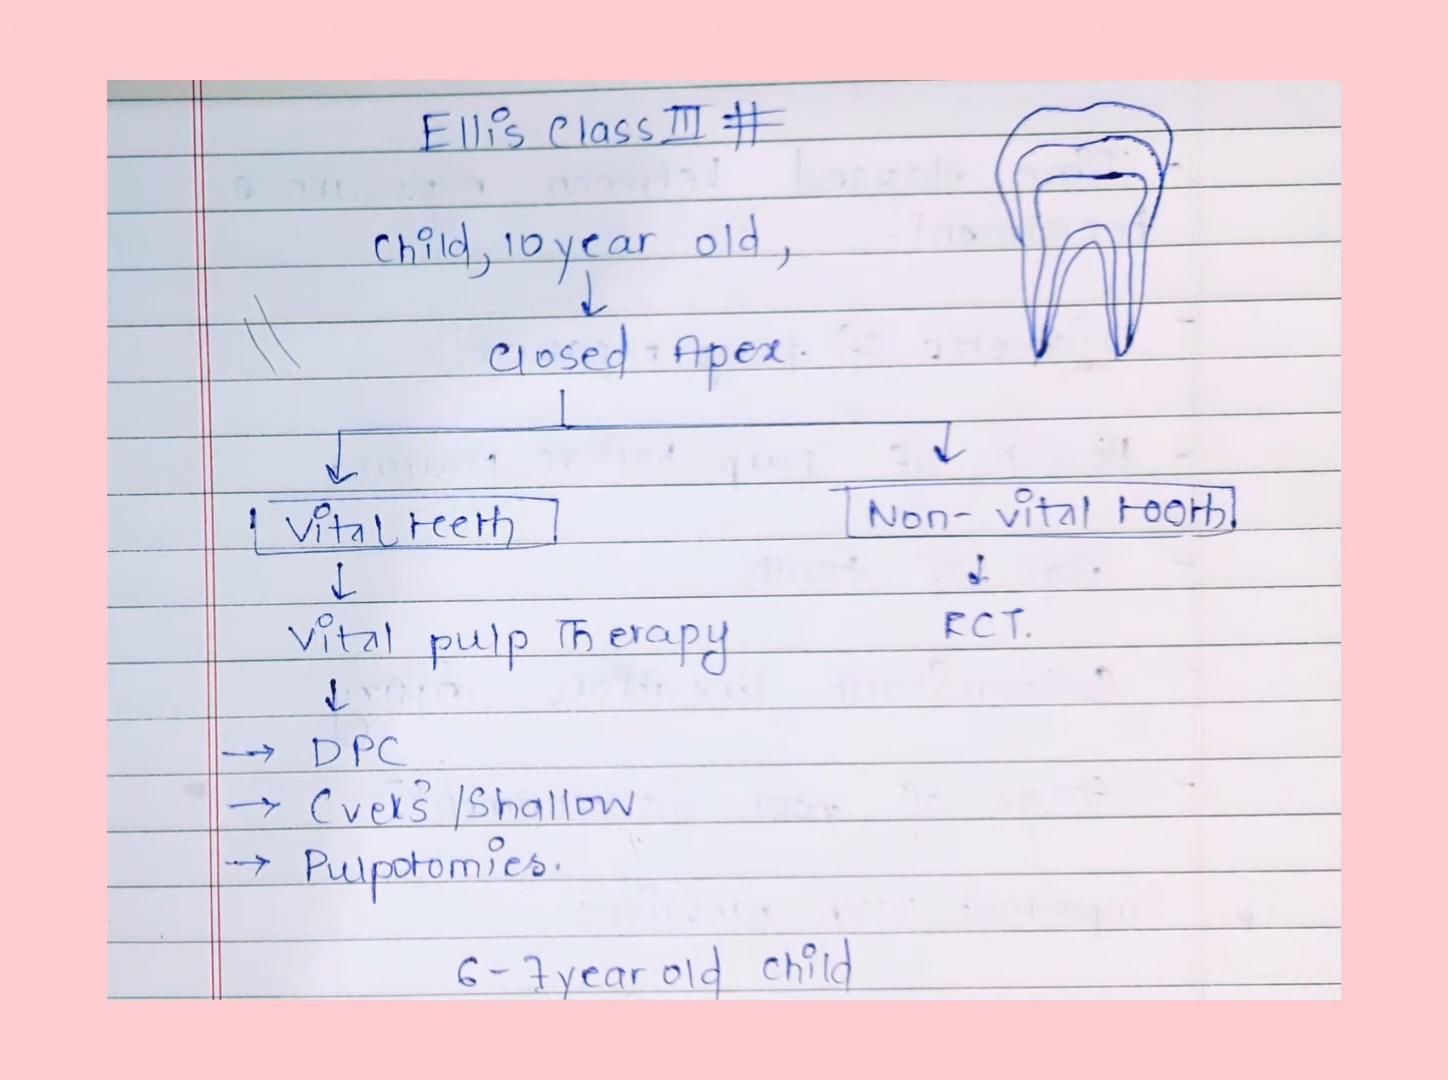 Ellis Class III #
Child, 10 year old,
↓
Closed Apex.
Vital teeth
Non-vital tooth
↓
↓
Vital pulp Therapy
RCT.
↓
→ DPC
→ Cvek's / Shallow
→ Pulpotomies.
6-7 year old child